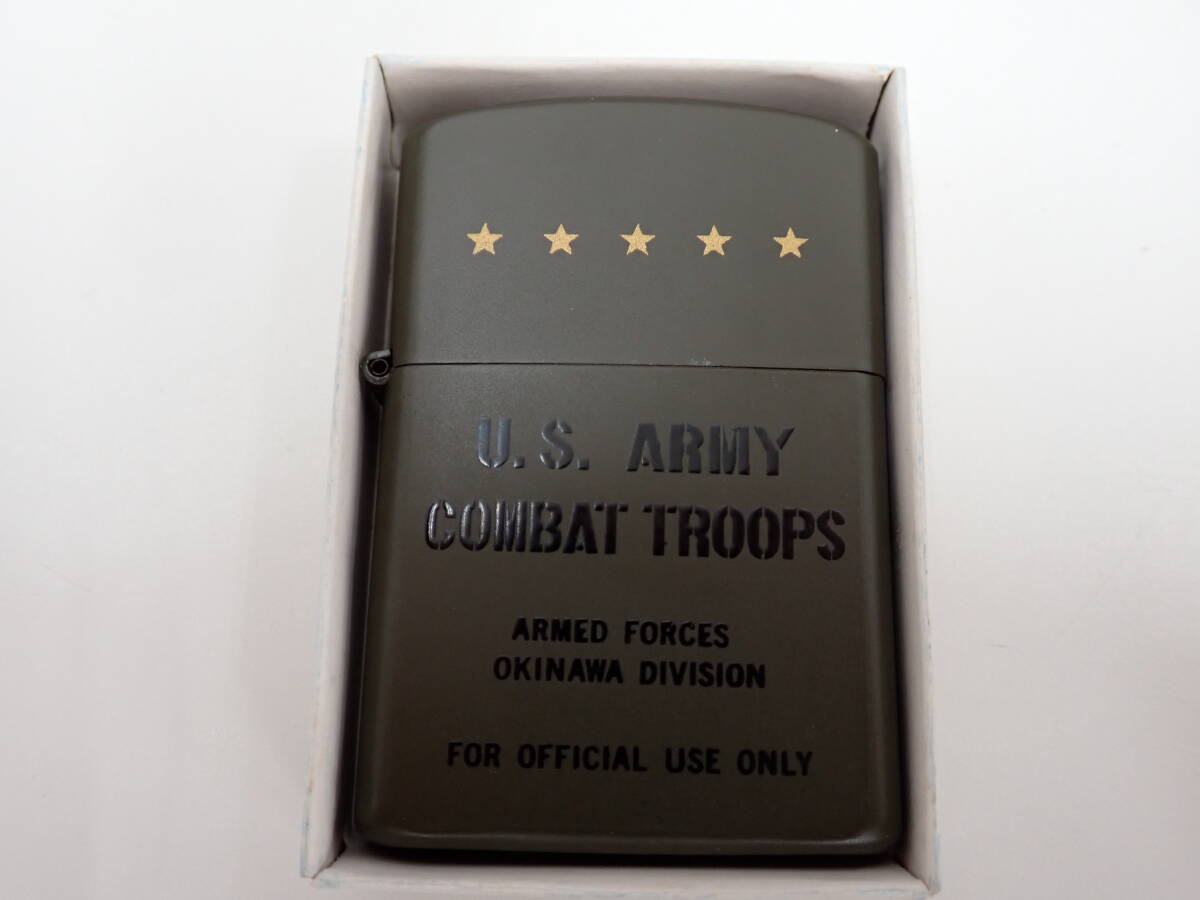 U.S. ARMY
COMBAT TROOPS
ARMED FORCES
OKINAWA DIVISION
FOR OFFICIAL USE ONLY